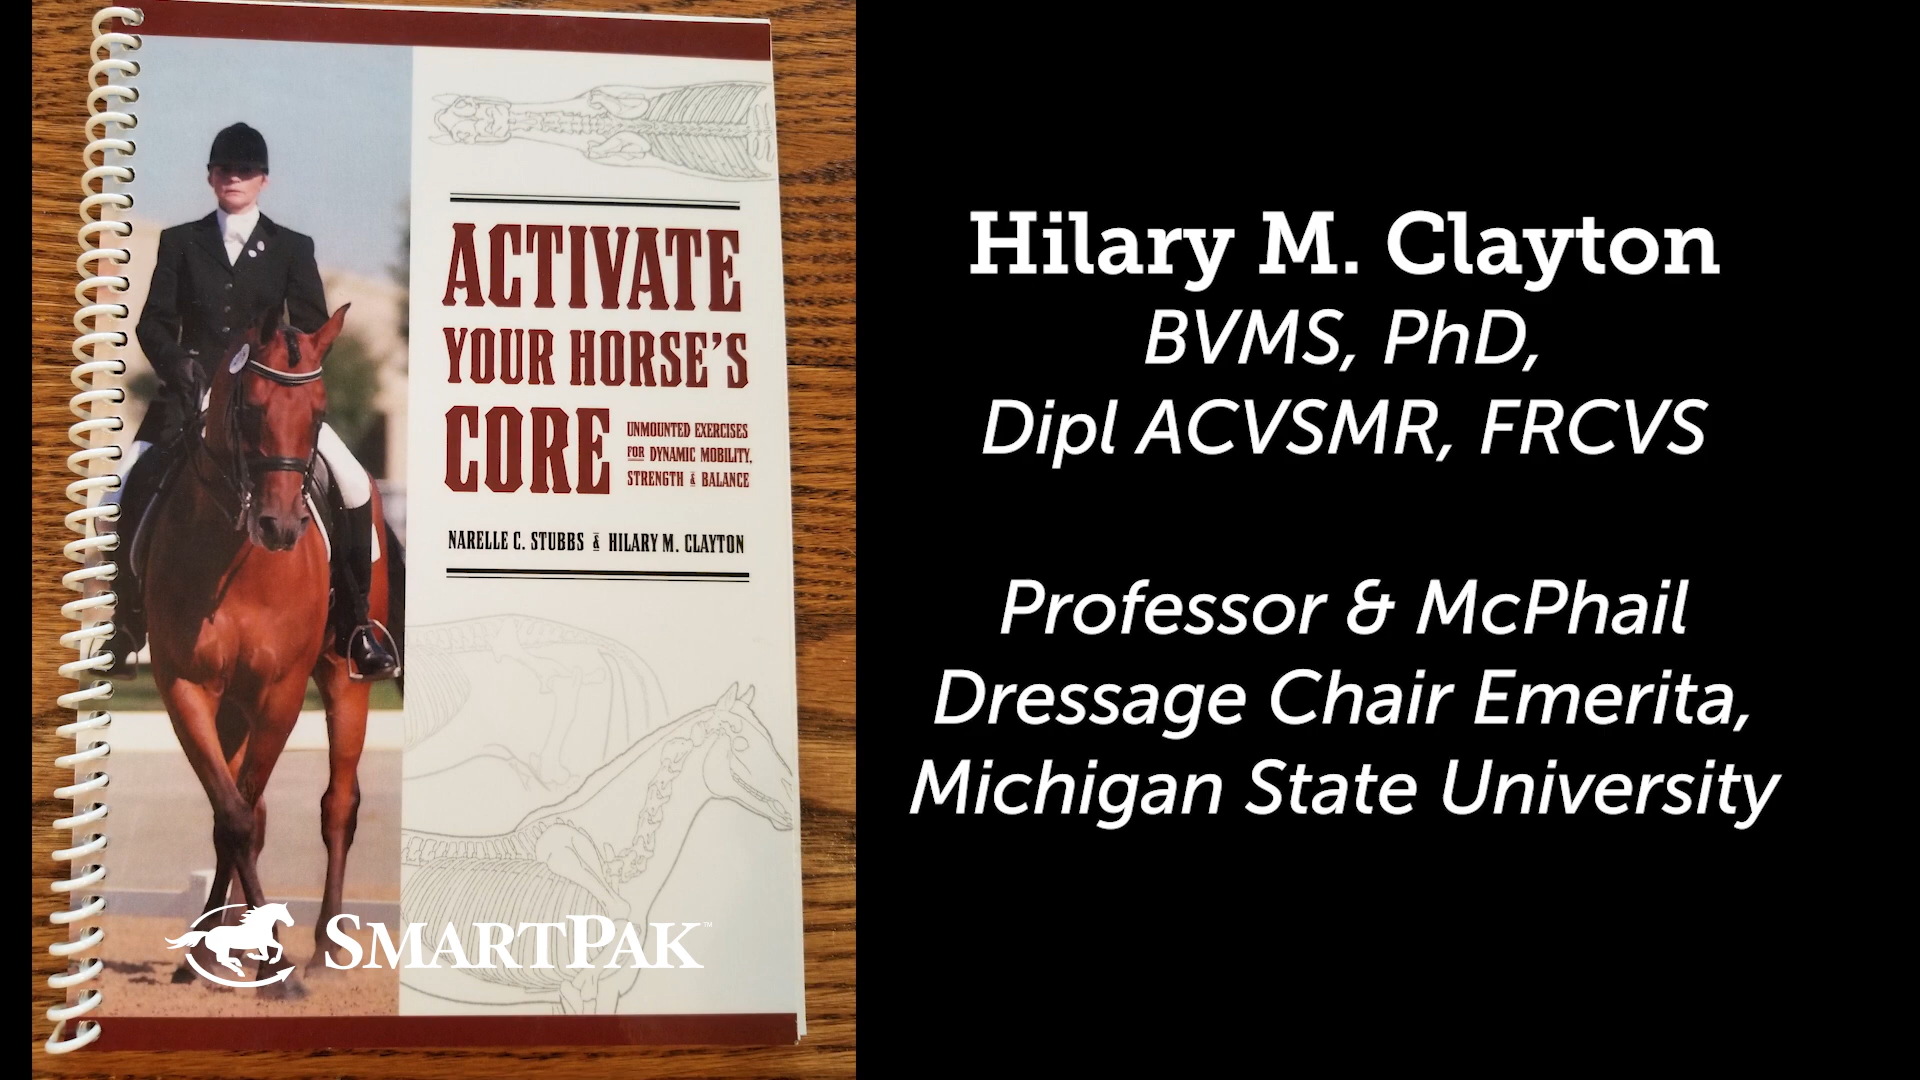 ACTIVATE
YOUR HORSE'S
CORE
UNMOUNTED EXERCISES
FOR DYNAMIC MOBILITY,
STRENGTH & BALANCE
NARELLE C. STUBBS & HILARY M. CLAYTON
SMARTPAK™
Hilary M. Clayton
BVMS, PhD,
Dipl ACVSMR, FRCVS
Professor & McPhail
Dressage Chair Emerita,
Michigan State University